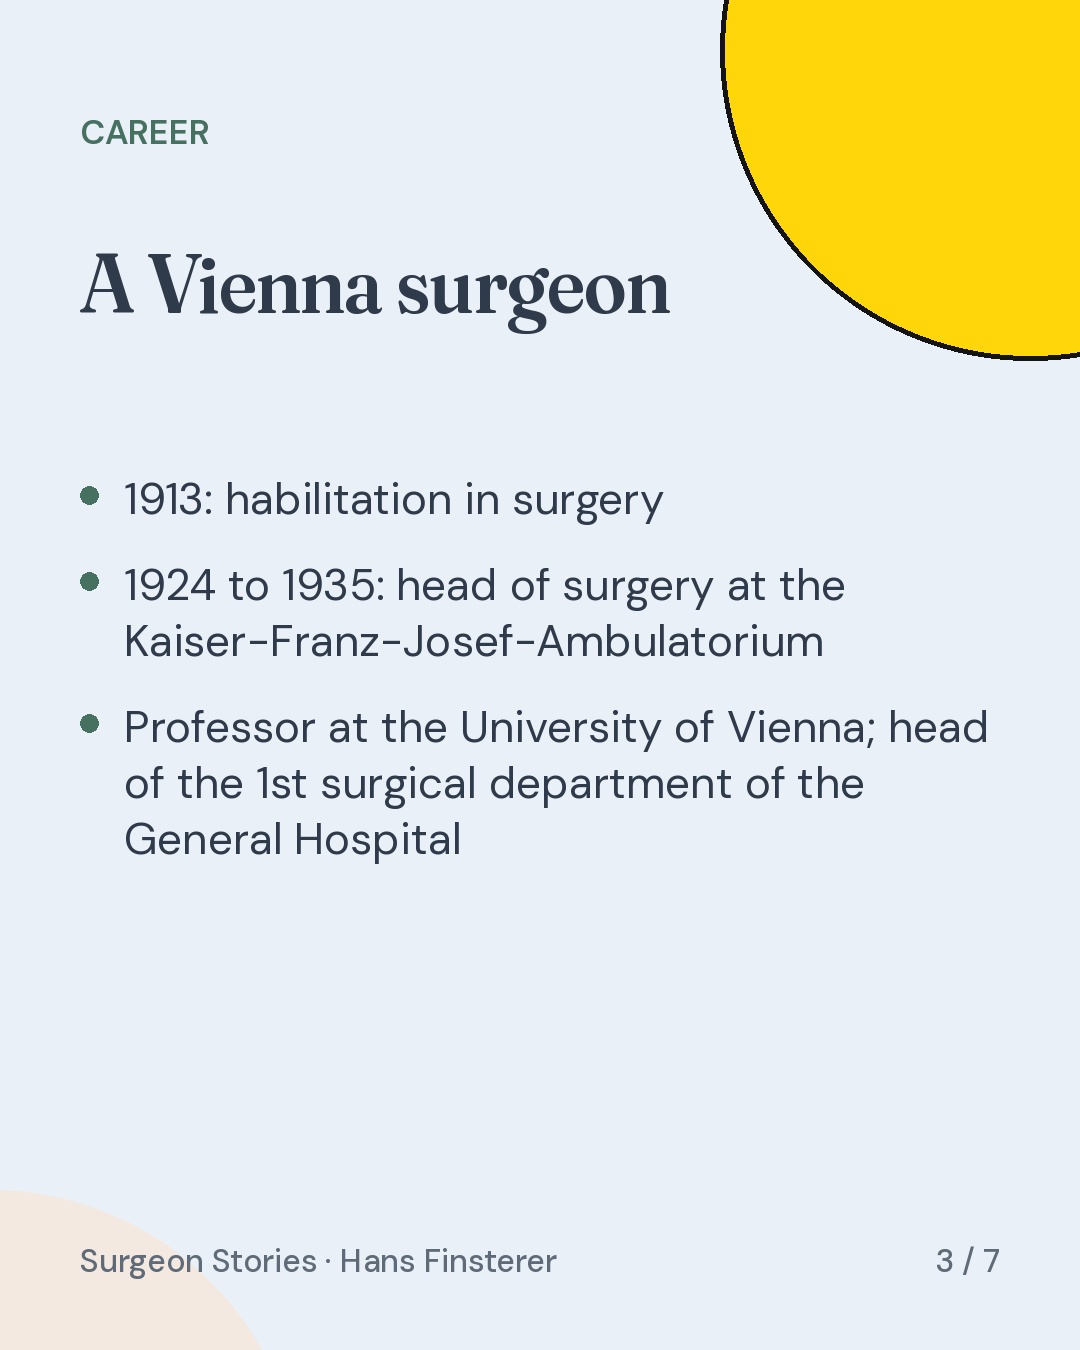 CAREER
A Vienna surgeon
1913: habilitation in surgery
1924 to 1935: head of surgery at the
Kaiser-Franz-Josef-Ambulatorium
Professor at the University of Vienna; head
of the 1st surgical department of the
General Hospital
Surgeon Stories · Hans Finsterer
3 / 7